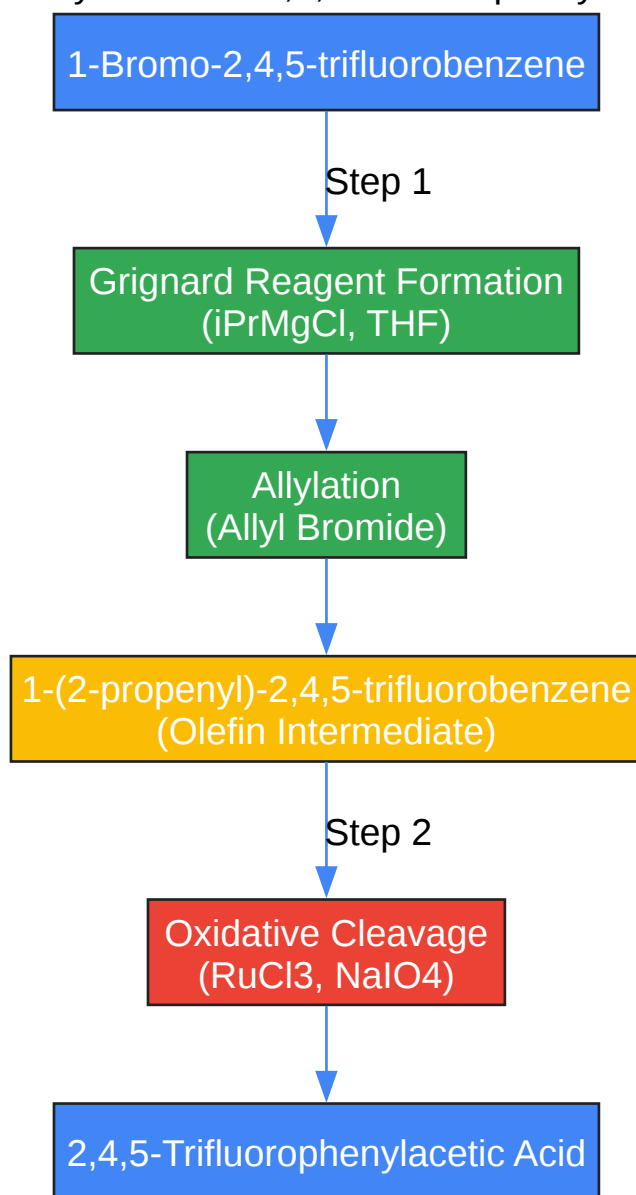 1-Bromo-2,4,5-trifluorobenzene
Step 1
Grignard Reagent Formation
(iPrMgCl, THF)
Allylation
(Allyl Bromide)
1-(2-propenyl)-2,4,5-trifluorobenzene
(Olefin Intermediate)
Step 2
Oxidative Cleavage
(RuCl3, NaIO4)
2,4,5-Trifluorophenylacetic Acid